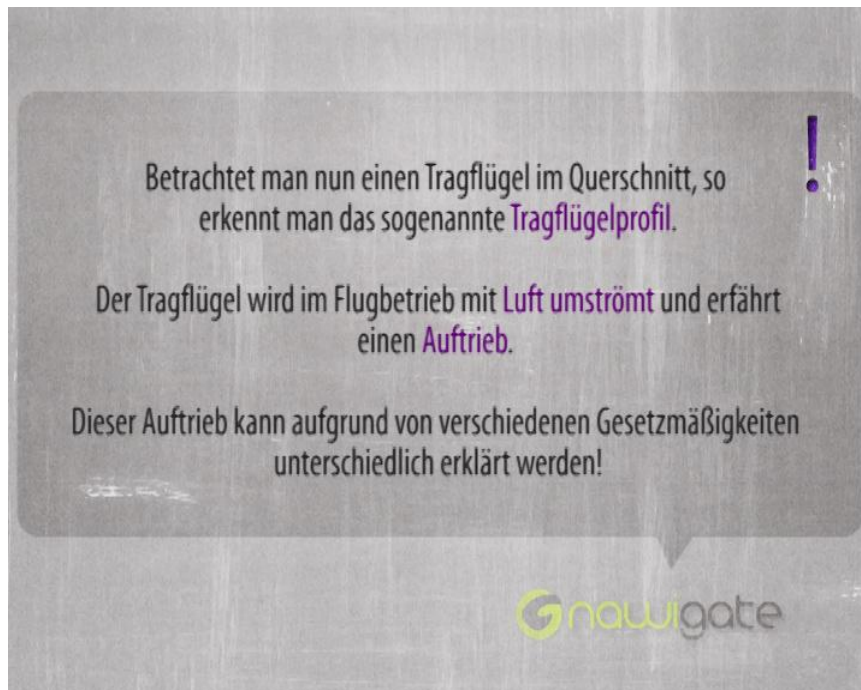 !
Betrachtet man nun einen Tragflügel im Querschnitt, so
erkennt man das sogenannte Tragflügelprofil.
Der Tragflügel wird im Flugbetrieb mit Luft umströmt und erfährt
einen Auftrieb.
Dieser Auftrieb kann aufgrund von verschiedenen Gesetzmäßigkeiten
unterschiedlich erklärt werden!
Gnawigate